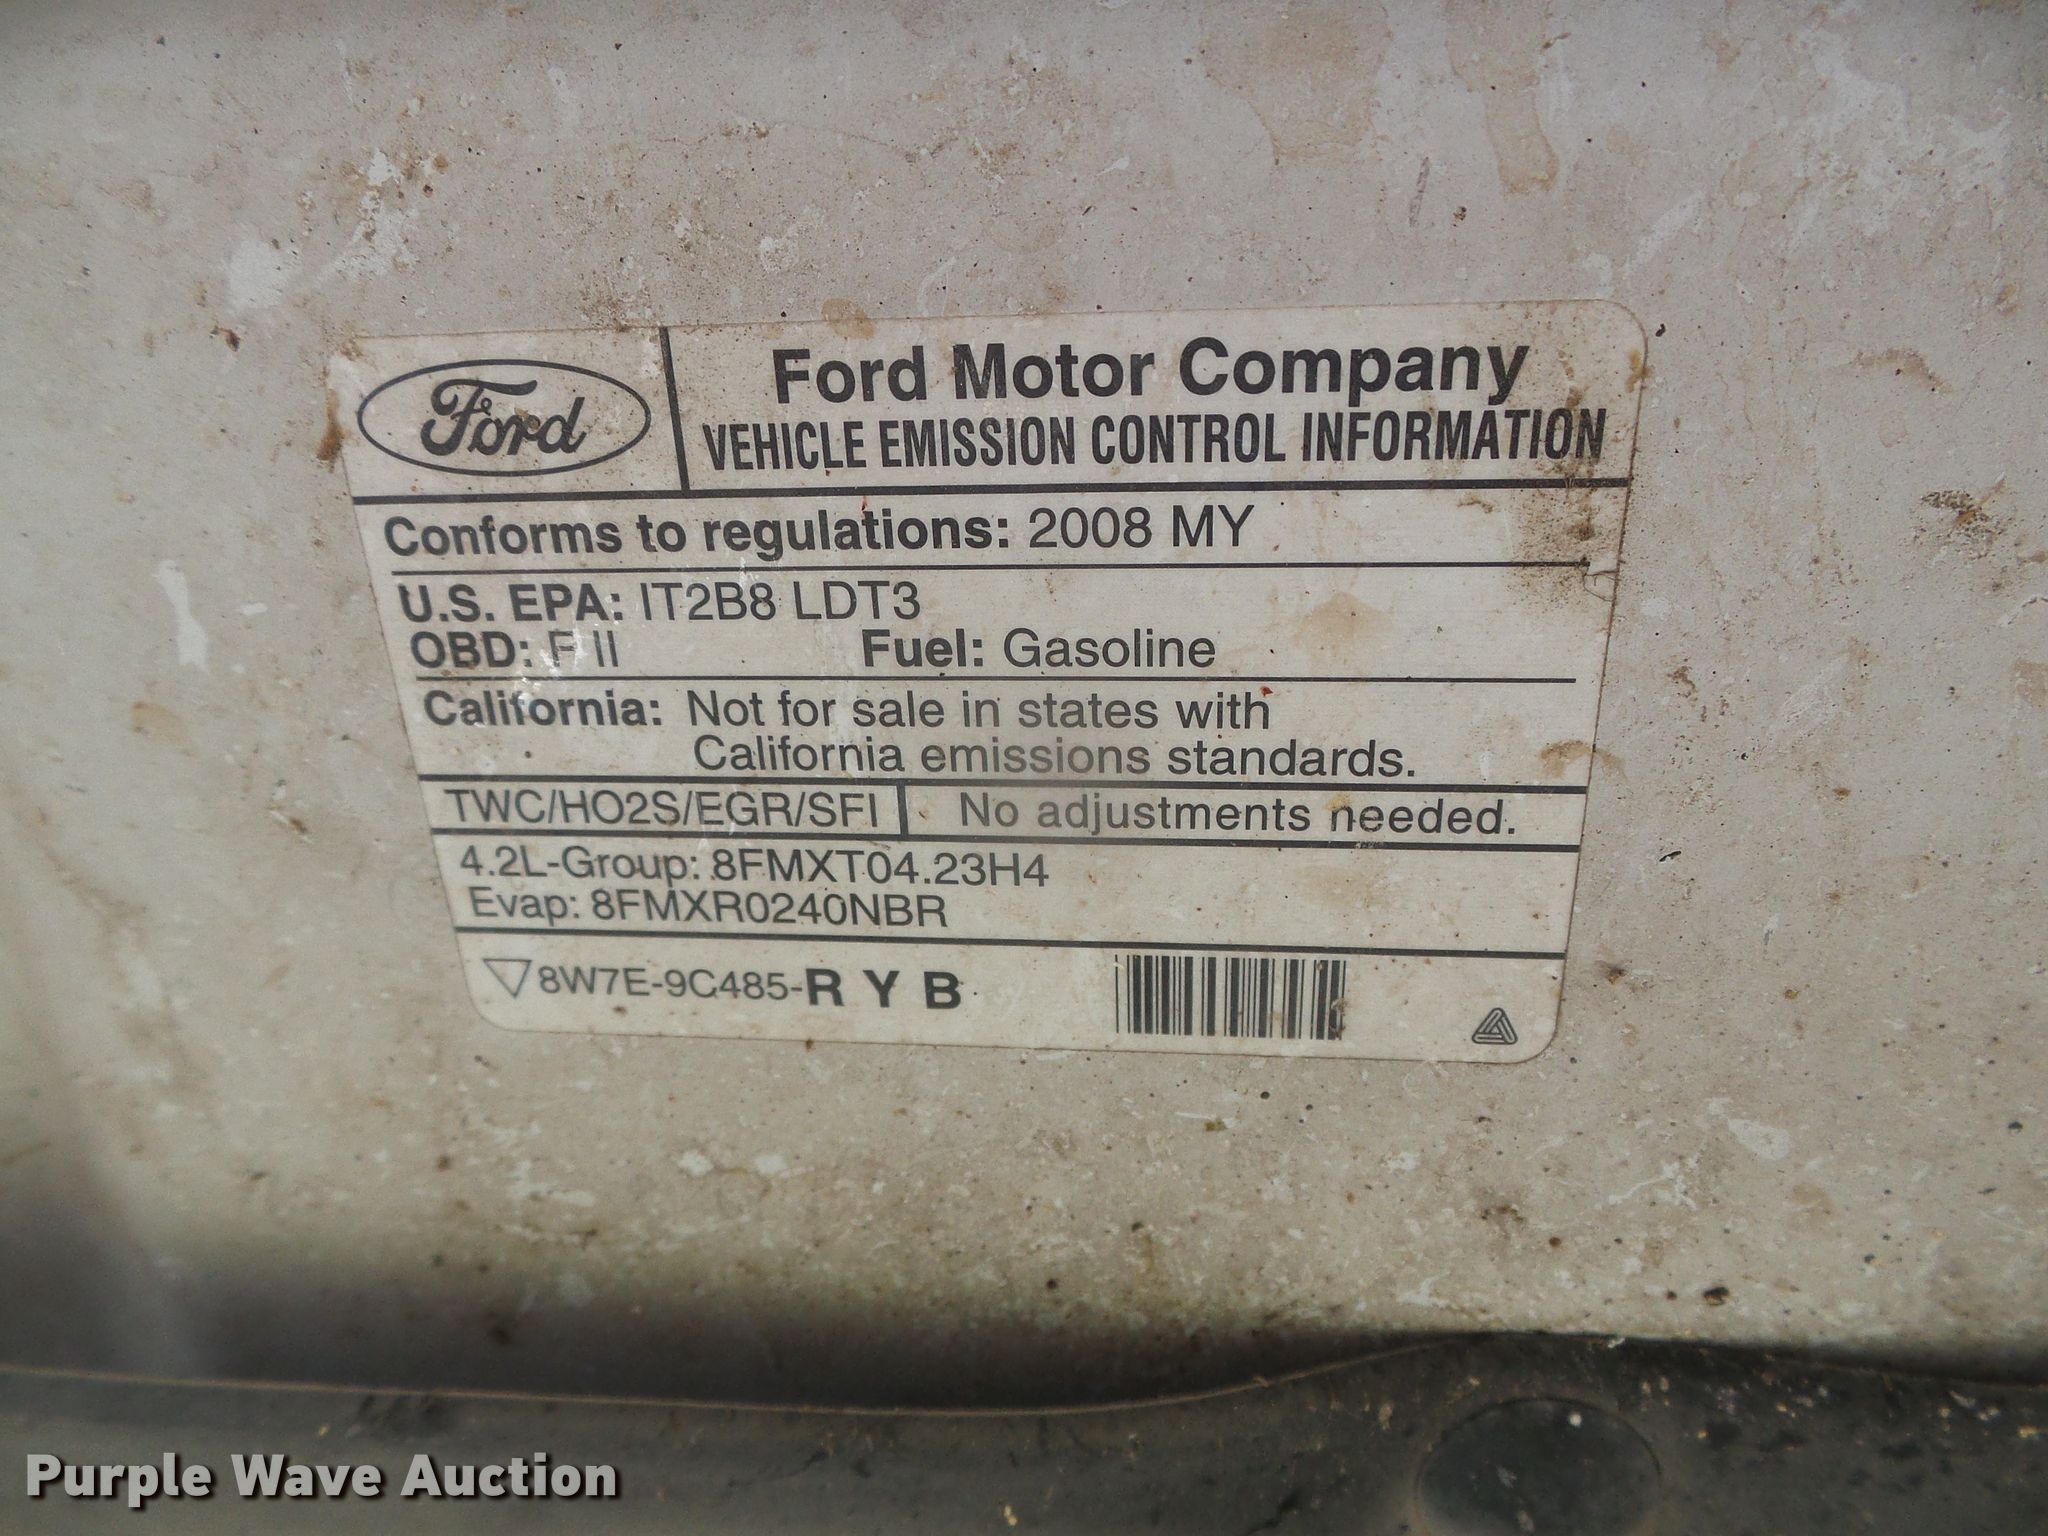 Ford
Ford Motor Company
VEHICLE EMISSION CONTROL INFORMATION
Conforms to regulations: 2008 MY
U.S. EPA: IT2B8 LDT3
OBD: F II Fuel: Gasoline
California: Not for sale in states with
California emissions standards.
TWC/HO2S/EGR/SFI No adjustments needed.
4.2L-Group: 8FMXT04.23H4
Evap: 8FMXR0240NBR
8W7E-9C485-R Y B
Purple Wave Auction